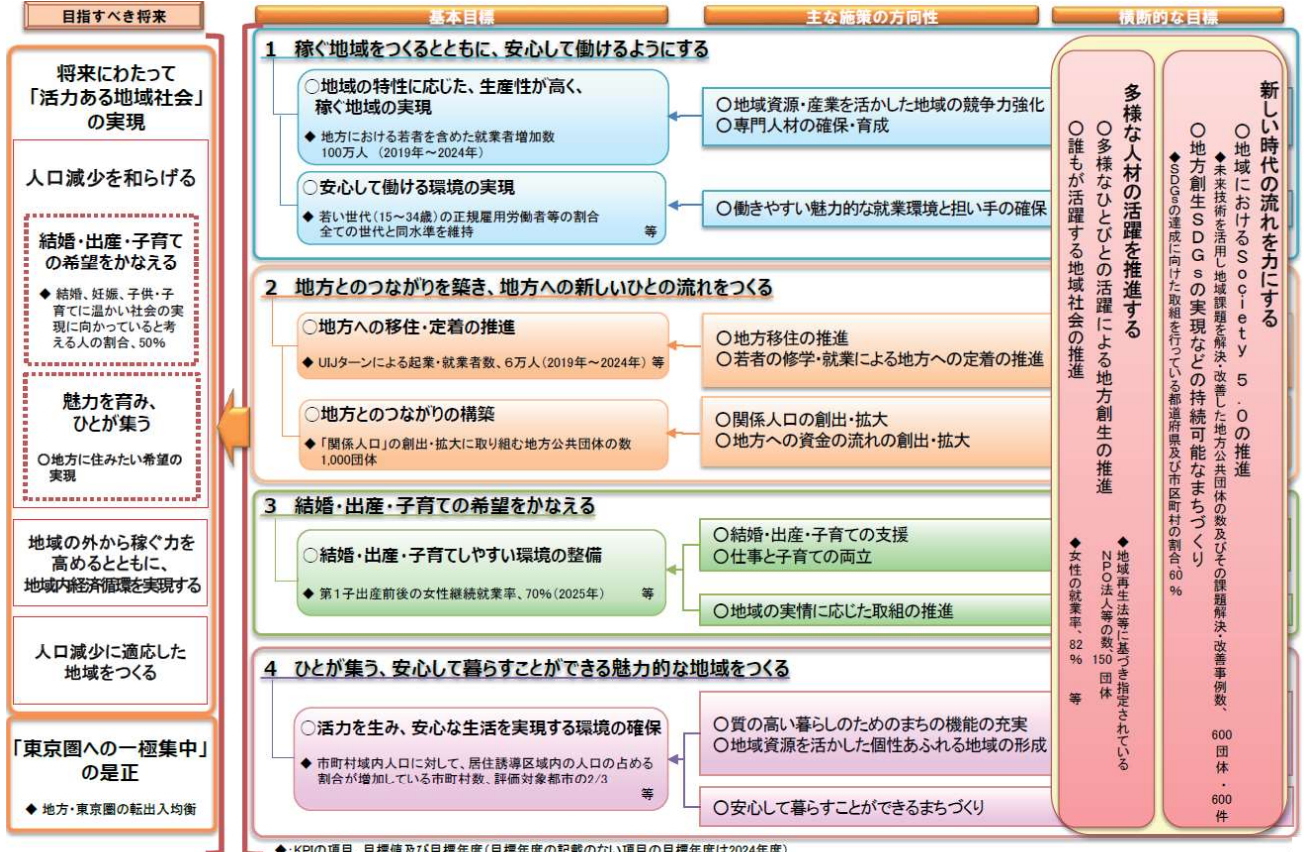 目指すべき将来
将来にわたって
「活力ある地域社会」
の実現
人口減少を和らげる
結婚・出産・子育て
の希望をかなえる
◆ 結婚、妊娠、子供・子
育てに温かい社会の実
現に向かっていると考
える人の割合、50%
魅力を育み、
ひとが集う
○地方に住みたい希望の
実現
地域の外から稼ぐ力を
高めるとともに、
地域内経済循環を実現する
人口減少に適応した
地域をつくる
「東京圏への一極集中」
の是正
◆ 地方・東京圏の転出入均衡
基本目標
主な施策の方向性
横断的な目標
1 稼ぐ地域をつくるとともに、安心して働けるようにする
○地域の特性に応じた、生産性が高く、
稼ぐ地域の実現
◆ 地方における若者を含めた就業者増加数
100万人 (2019年～2024年)
○地域資源・産業を活かした地域の競争力強化
○専門人材の確保・育成
○安心して働ける環境の実現
◆ 若い世代(15～34歳)の正規雇用労働者等の割合
全ての世代と同水準を維持 等
○働きやすい魅力的な就業環境と担い手の確保
2 地方とのつながりを築き、地方への新しいひとの流れをつくる
○地方への移住・定着の推進
◆ UIJターンによる起業・就業者数、6万人(2019年～2024年) 等
○地方移住の推進
○若者の修学・就業による地方への定着の推進
○地方とのつながりの構築
◆ 「関係人口」の創出・拡大に取り組む地方公共団体の数
1,000団体
○関係人口の創出・拡大
○地方への資金の流れの創出・拡大
3 結婚・出産・子育ての希望をかなえる
○結婚・出産・子育てしやすい環境の整備
◆ 第1子出産前後の女性継続就業率、70%(2025年) 等
○結婚・出産・子育ての支援
○仕事と子育ての両立
○地域の実情に応じた取組の推進
4 ひとが集う、安心して暮らすことができる魅力的な地域をつくる
○活力を生み、安心な生活を実現する環境の確保
◆ 市町村域内人口に対して、居住誘導区域内の人口の占める
割合が増加している市町村数、評価対象都市の2/3
等
○質の高い暮らしのためのまちの機能の充実
○地域資源を活かした個性あふれる地域の形成
○安心して暮らすことができるまちづくり
新しい時代の流れを力にする
○地域におけるSociety 5.0の推進
◆未来技術を活用し地域課題を解決・改善した地方公共団体の数及びその課題解決・改善事例数、600団体・600件
○地方創生SDGsの実現などの持続可能なまちづくり
◆SDGsの達成に向けた取組を行っている都道府県及び市区町村の割合、60%
多様な人材の活躍を推進する
○多様なひとびとの活躍による地方創生の推進
◆地域再生法等に基づき指定されている
NPO法人等の数、150団体
○誰もが活躍する地域社会の推進
◆女性の就業率、82% 等
◆:KPIの項目、目標値及び目標年度(目標年度の記載のない項目の目標年度は2024年度)